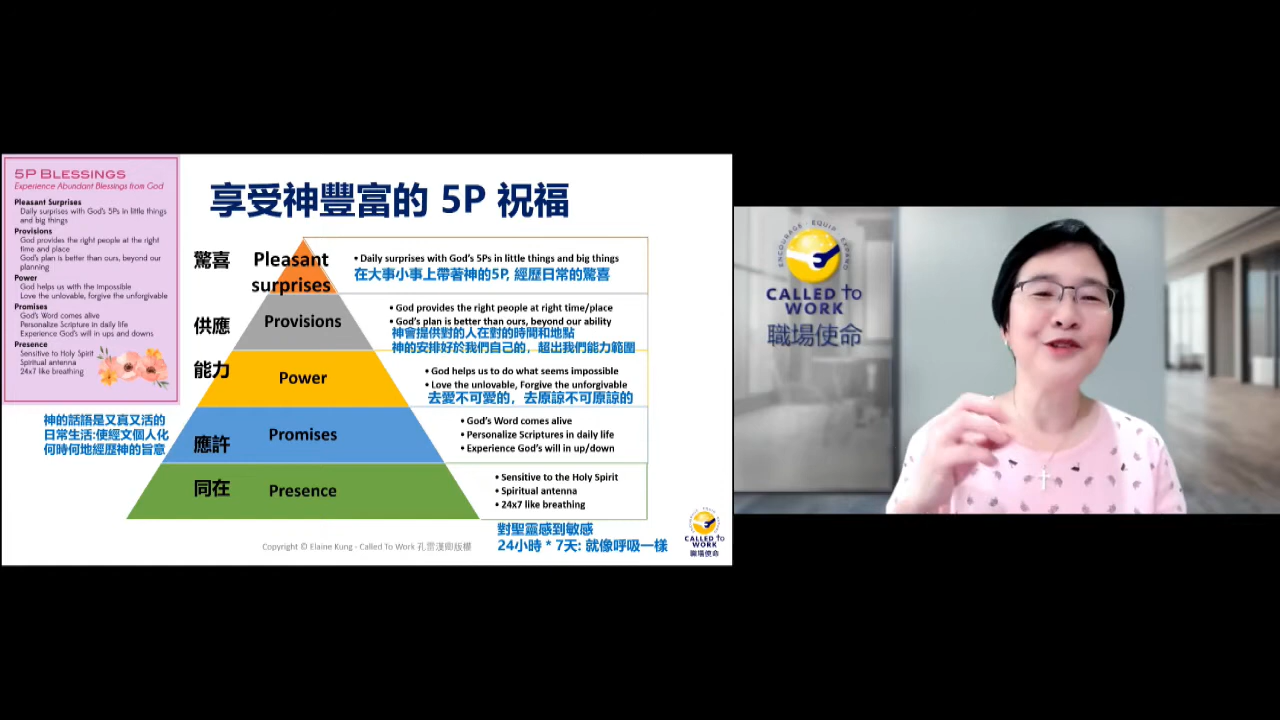 5P BLESSINGS
Experience Abundant Blessings from God
Pleasant Surprises
Daily surprises with God's 5Ps in little things
and big things
Provisions
God provides the right people at the right
time and place
God's plan is better than ours, beyond our
planning
Power
God helps us with the impossible
Love the unlovable, forgive the unforgivable
Promises
God's Word comes alive
Personalize Scripture in daily life
Experience God's will in ups and downs
Presence
Sensitive to Holy Spirit
Spiritual antenna
24x7 like breathing
享受神豐富的 5P 祝福
驚喜
Pleasant
surprises
• Daily surprises with God's 5Ps in little things and big things
在大事小事上帶著神的5P, 經歷日常的驚喜
供應
Provisions
• God provides the right people at right time/place
• God's plan is better than ours, beyond our ability
神會提供對的人在對的時間和地點
神的安排好於我們自己的，超出我們能力範圍
能力
Power
• God helps us to do what seems impossible
• Love the unlovable, Forgive the unforgivable
去愛不可愛的，去原諒不可原諒的
神的話語是又真又活的
日常生活:使經文個人化
何時何地經歷神的旨意
應許
Promises
• God's Word comes alive
• Personalize Scriptures in daily life
• Experience God's will in up/down
同在
Presence
• Sensitive to the Holy Spirit
• Spiritual antenna
• 24x7 like breathing
對聖靈感到敏感
24小時 * 7天: 就像呼吸一樣
Copyright © Elaine Kung - Called To Work 孔雷漢卿版權
CALLED TO
WORK
職場使命
ENCOURAGE · EQUIP · EXPAND
CALLED TO
WORK
職場使命